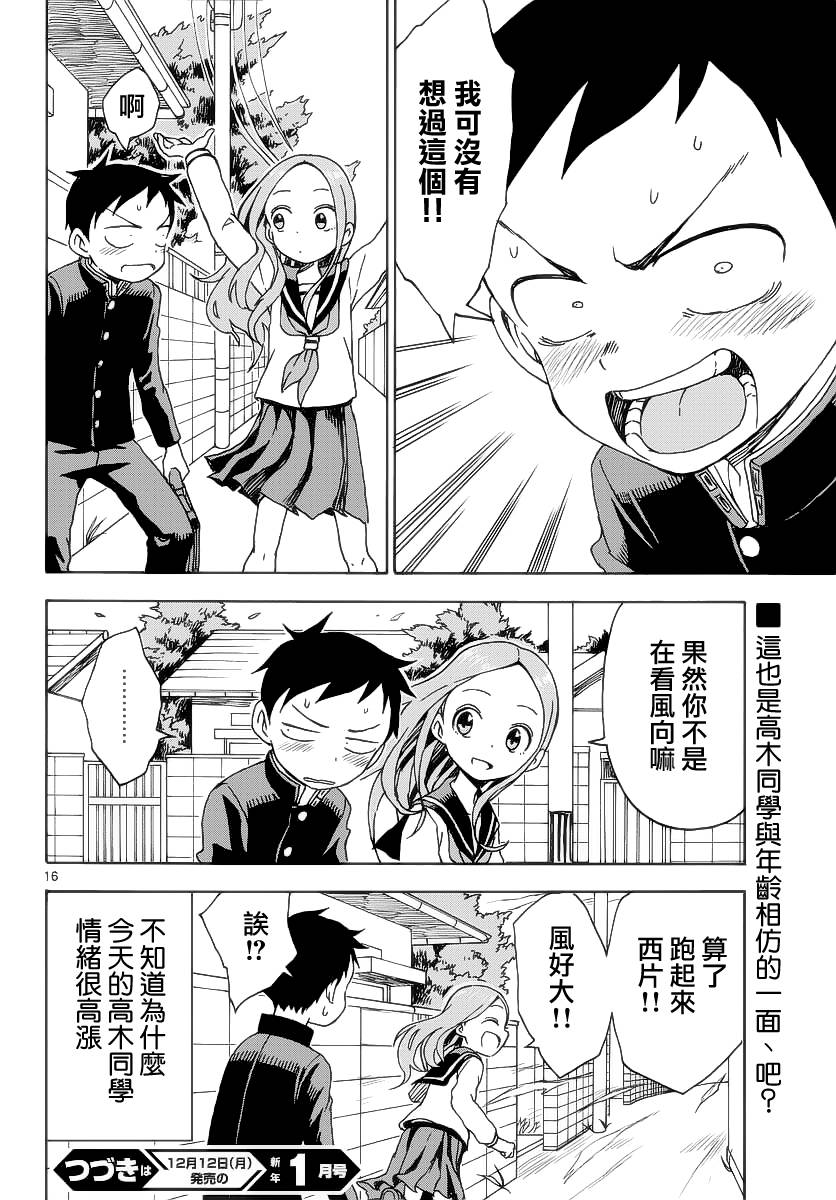 我可沒有
想過這個!!
啊
果然你不是
在看風向嘛
………
算了
跑起來
西片!!
風好大!!
誒!?
不知道為什麼
今天的高木同學
情緒很高漲
■這也是高木同學與年齡相仿的一面、吧？
16
つづきは
12月12日(月)
発売の
新年
1月号